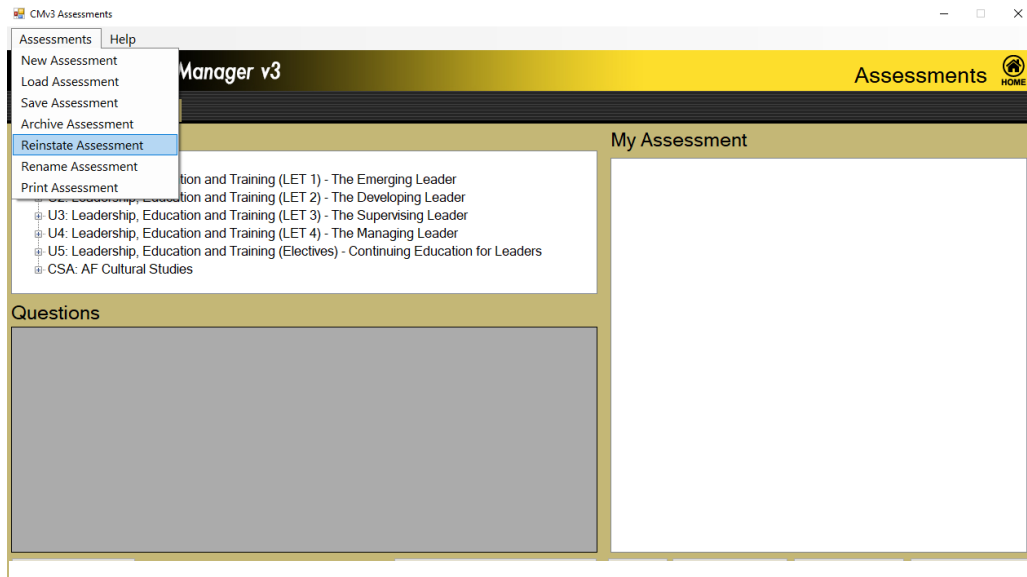 CMv3 Assessments
Assessments Help
New Assessment
Load Assessment
Save Assessment
Archive Assessment
Reinstate Assessment
Rename Assessment
Print Assessment
Manager v3
Assessments
HOME
tion and Training (LET 1) - The Emerging Leader
U2: Leadership, Education and Training (LET 2) - The Developing Leader
U3: Leadership, Education and Training (LET 3) - The Supervising Leader
U4: Leadership, Education and Training (LET 4) - The Managing Leader
U5: Leadership, Education and Training (Electives) - Continuing Education for Leaders
CSA: AF Cultural Studies
Questions
My Assessment